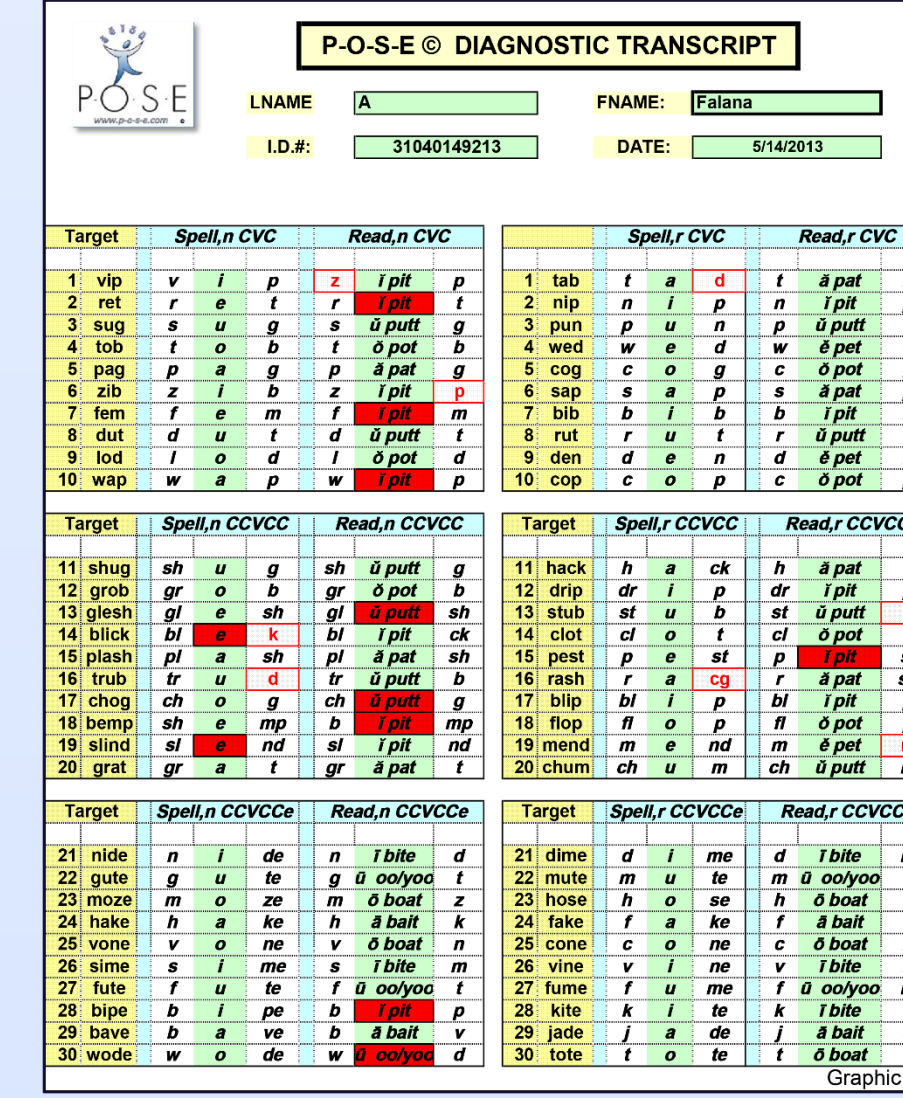 P-O-S-E © DIAGNOSTIC TRANSCRIPT
P·O·S·E
www.p-o-s-e.com
LNAME A FNAME: Falana
I.D.#: 31040149213 DATE: 5/14/2013
Target Spell,n CVC Read,n CVC Spell,r CVC Read,r CVC
1 vip v i p z ĭ pit p 1 tab t a d t ă pat
2 ret r e t r ĭ pit t 2 nip n i p n ĭ pit
3 sug s u g s ŭ putt g 3 pun p u n p ŭ putt
4 tob t o b t ŏ pot b 4 wed w e d w ĕ pet
5 pag p a g p ă pat g 5 cog c o g c ŏ pot
6 zib z i b z ĭ pit p 6 sap s a p s ă pat
7 fem f e m f ĭ pit m 7 bib b i b b ĭ pit
8 dut d u t d ŭ putt t 8 rut r u t r ŭ putt
9 lod l o d l ŏ pot d 9 den d e n d ĕ pet
10 wap w a p w ĭ pit p 10 cop c o p c ŏ pot
Target Spell,n CCVCC Read,n CCVCC Target Spell,r CCVCC Read,r CCVCC
11 shug sh u g sh ŭ putt g 11 hack h a ck h ă pat
12 grob gr o b gr ŏ pot b 12 drip dr i p dr ĭ pit
13 glesh gl e sh gl ŭ putt sh 13 stub st u b st ŭ putt
14 blick bl e k bl ĭ pit ck 14 clot cl o t cl ŏ pot
15 plash pl a sh pl ă pat sh 15 pest p e st p ĭ pit
16 trub tr u d tr ŭ putt b 16 rash r a cg r ă pat
17 chog ch o g ch ŭ putt g 17 blip bl i p bl ĭ pit
18 bemp sh e mp b ĭ pit mp 18 flop fl o p fl ŏ pot
19 slind sl e nd sl ĭ pit nd 19 mend m e nd m ĕ pet
20 grat gr a t gr ă pat t 20 chum ch u m ch ŭ putt
Target Spell,n CCVCCe Read,n CCVCCe Target Spell,r CCVCCe Read,r CCVCC
21 nide n i de n ī bite d 21 dime d i me d ī bite
22 gute g u te g ū oo/yoo t 22 mute m u te m ū oo/yoo
23 moze m o ze m ō boat z 23 hose h o se h ō boat
24 hake h a ke h ā bait k 24 fake f a ke f ā bait
25 vone v o ne v ō boat n 25 cone c o ne c ō boat
26 sime s i me s ī bite m 26 vine v i ne v ī bite
27 fute f u te f ū oo/yoo t 27 fume f u me f ū oo/yoo
28 bipe b i pe b ĭ pit p 28 kite k i te k ī bite
29 bave b a ve b ā bait v 29 jade j a de j ā bait
30 wode w o de w ū oo/yoo d 30 tote t o te t ō boat
Graphic